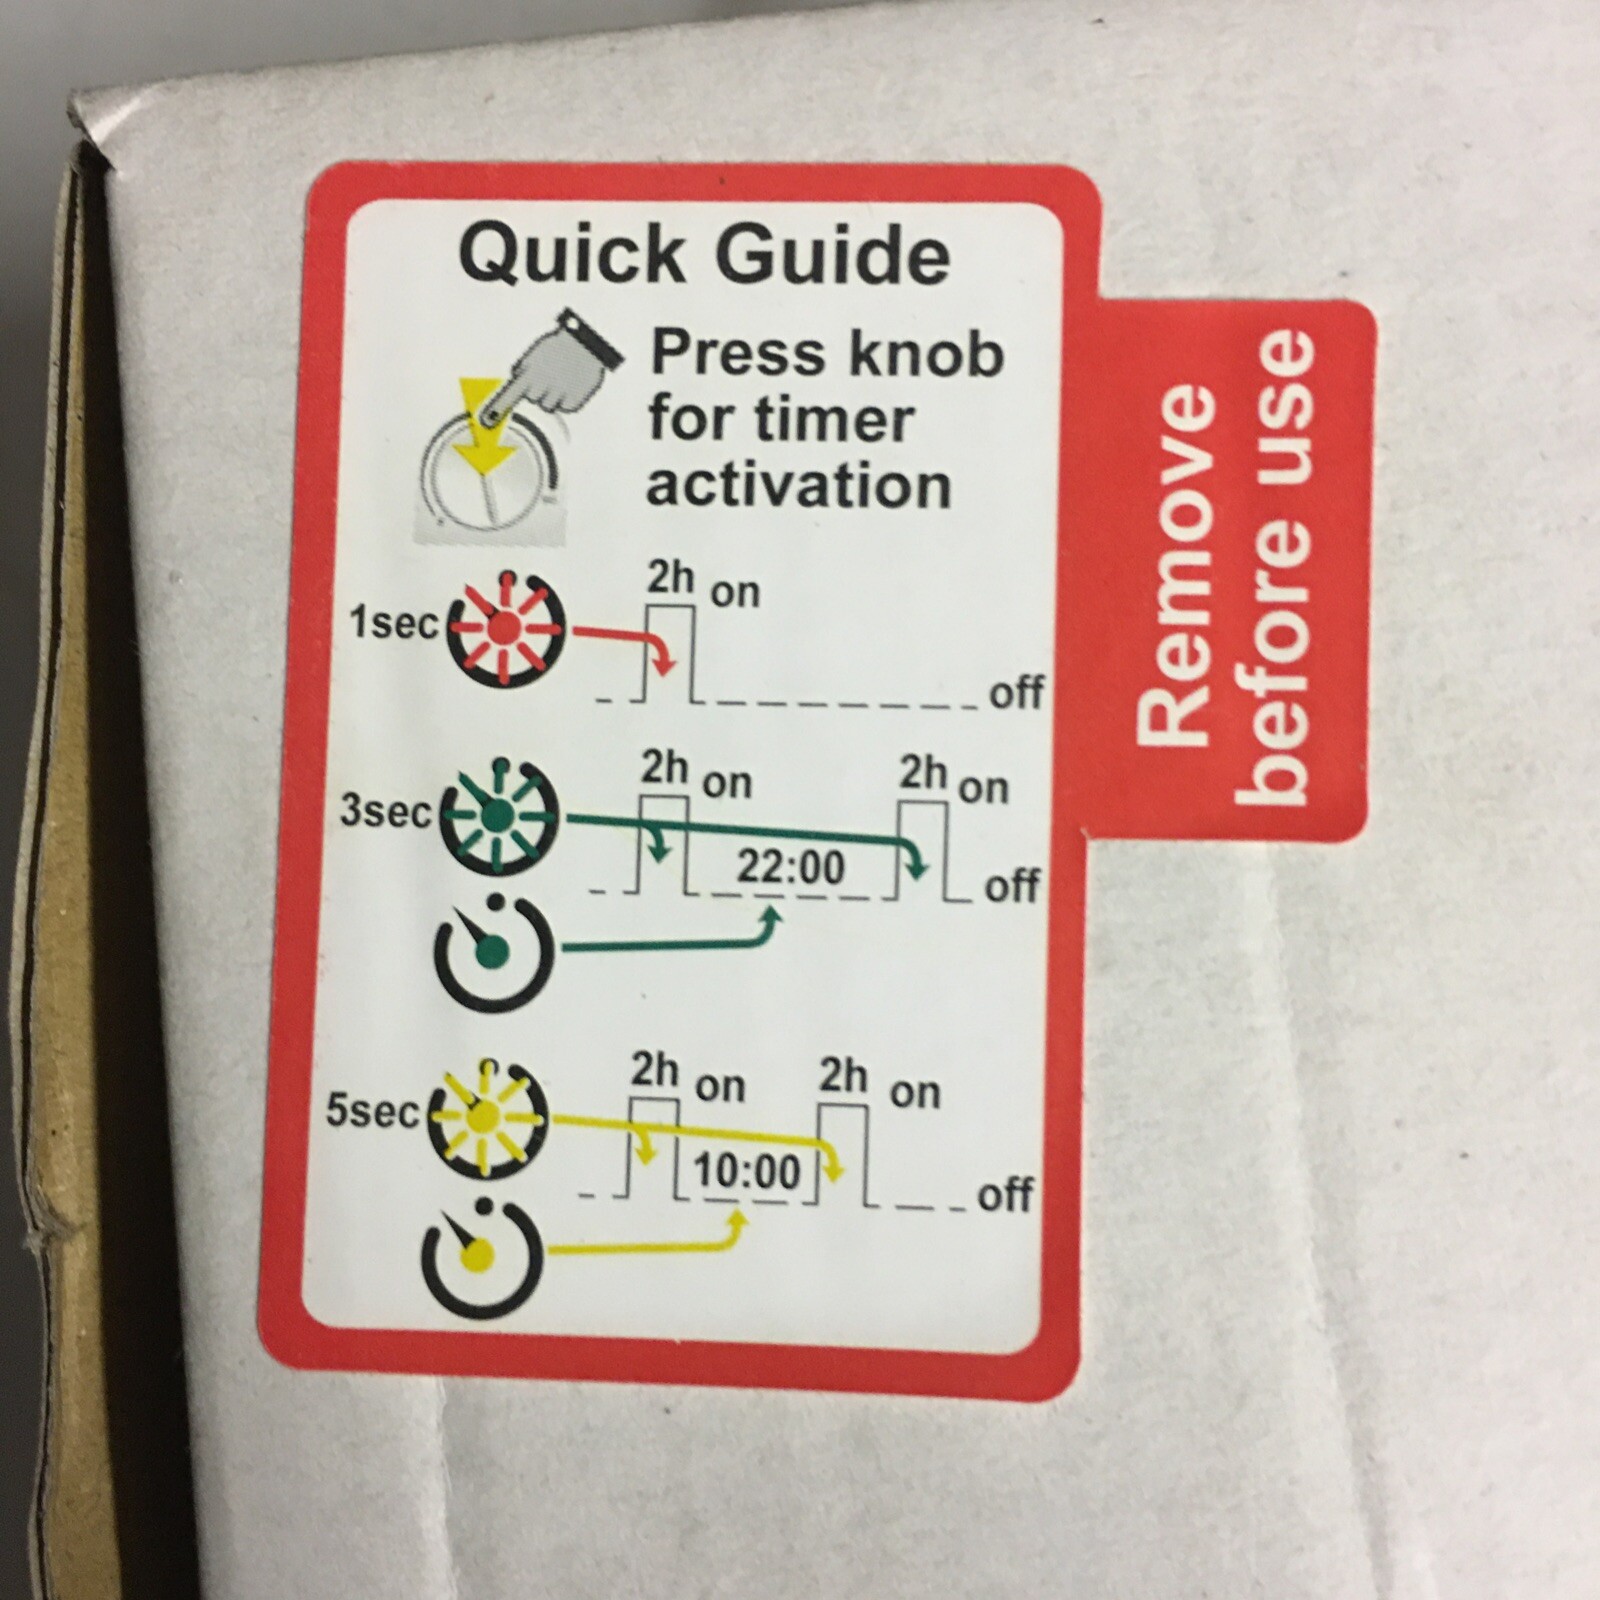 Quick Guide
Press knob
for timer
activation
1sec
2h on
off
3sec
2h on
2h on
22:00
off
5sec
2h on
2h on
10:00
off
Remove
before use